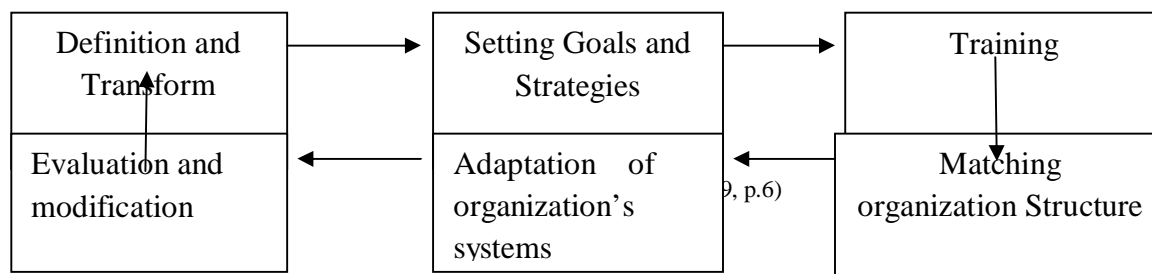 Definition and
Transform
Setting Goals and
Strategies
Training
Evaluation and
modification
Adaptation of
organization's
systems
9, p.6)
Matching
organization Structure